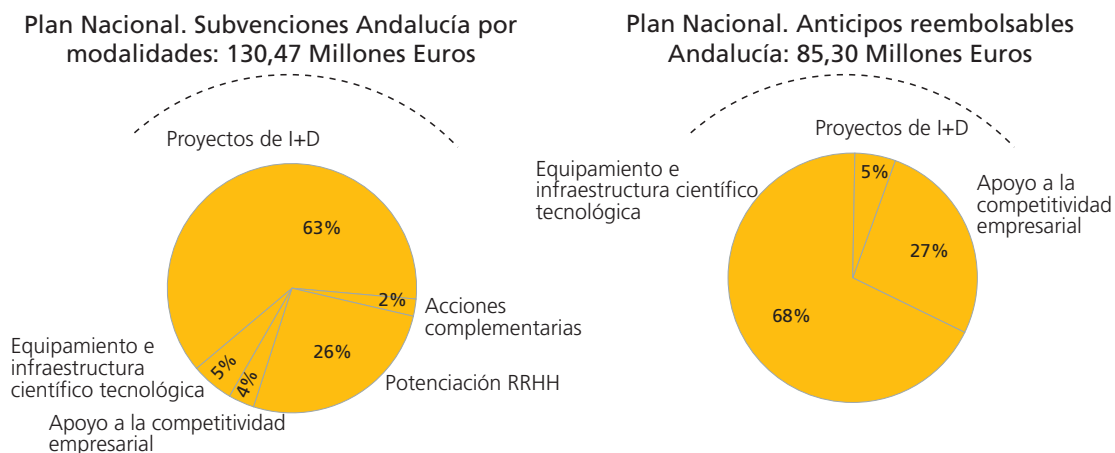 Plan Nacional. Subvenciones Andalucía por
modalidades: 130,47 Millones Euros
Proyectos de I+D
63%
2%
Acciones
complementarias
26%
Potenciación RRHH
4%
Apoyo a la competitividad
empresarial
5%
Equipamiento e
infraestructura
científico tecnológica
Plan Nacional. Anticipos reembolsables
Andalucía: 85,30 Millones Euros
Proyectos de I+D
5%
Apoyo a la
competitividad
empresarial
27%
Equipamiento e
infraestructura científico
tecnológica
68%